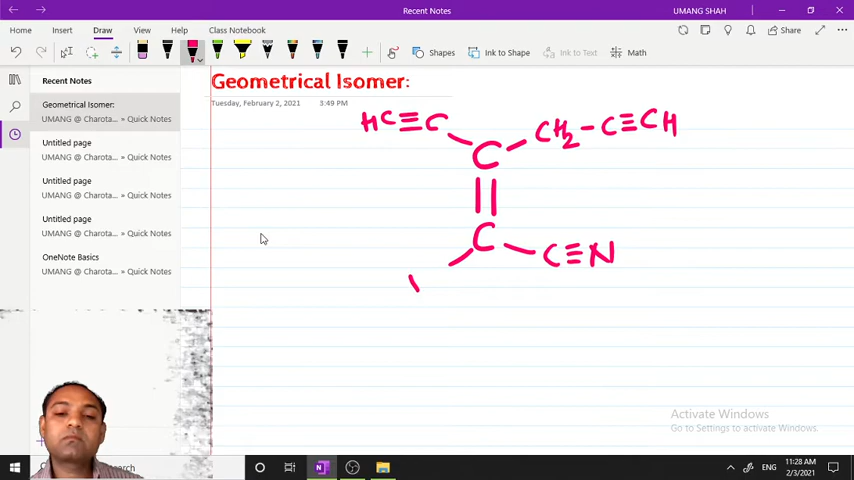 Recent Notes
UMANG SHAH
Home Insert Draw History Review View Help Class Notebook
Share
Shapes Ink to Shape Ink to Text Math
Recent Notes
Geometrical Isomer:
UMANG @ Charota... » Quick Notes
Untitled page
UMANG @ Charota... » Quick Notes
Untitled page
UMANG @ Charota... » Quick Notes
Untitled page
UMANG @ Charota... » Quick Notes
OneNote Basics
UMANG @ Charota... » Quick Notes
Geometrical Isomer:
Tuesday, February 2, 2021 3:49 PM
HC≡C CH2-C≡CH
C
C
C≡N
Activate Windows
Go to Settings to activate Windows.
ENG
11:28 AM
2/3/2021